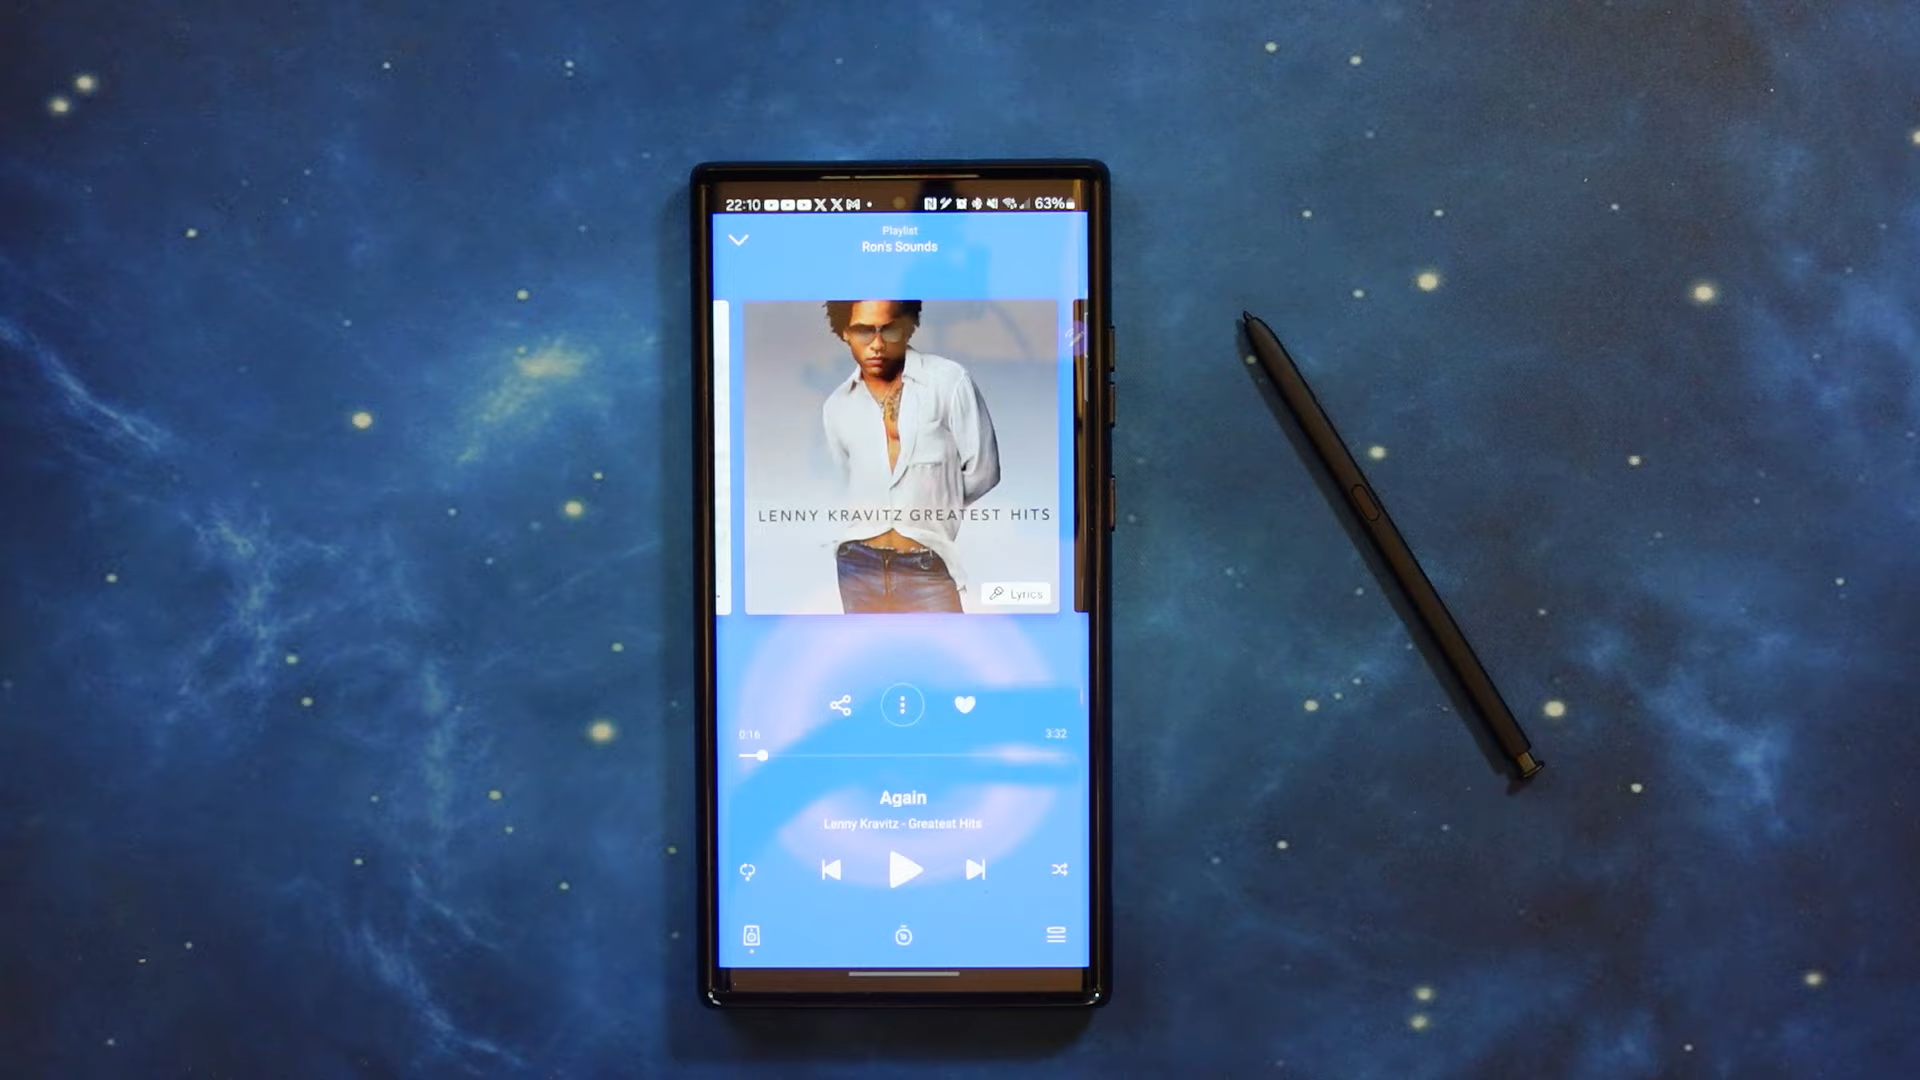 22:10 63%
Playlist
Ron's Sounds
LENNY KRAVITZ GREATEST HITS
Lyrics
0:16 3:32
Again
Lenny Kravitz - Greatest Hits